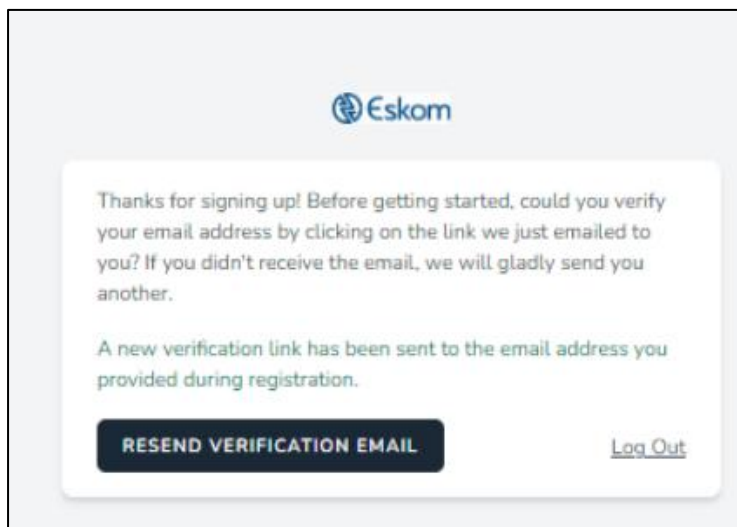 Eskom
Thanks for signing up! Before getting started, could you verify
your email address by clicking on the link we just emailed to
you? If you didn't receive the email, we will gladly send you
another.
A new verification link has been sent to the email address you
provided during registration.
RESEND VERIFICATION EMAIL
Log Out